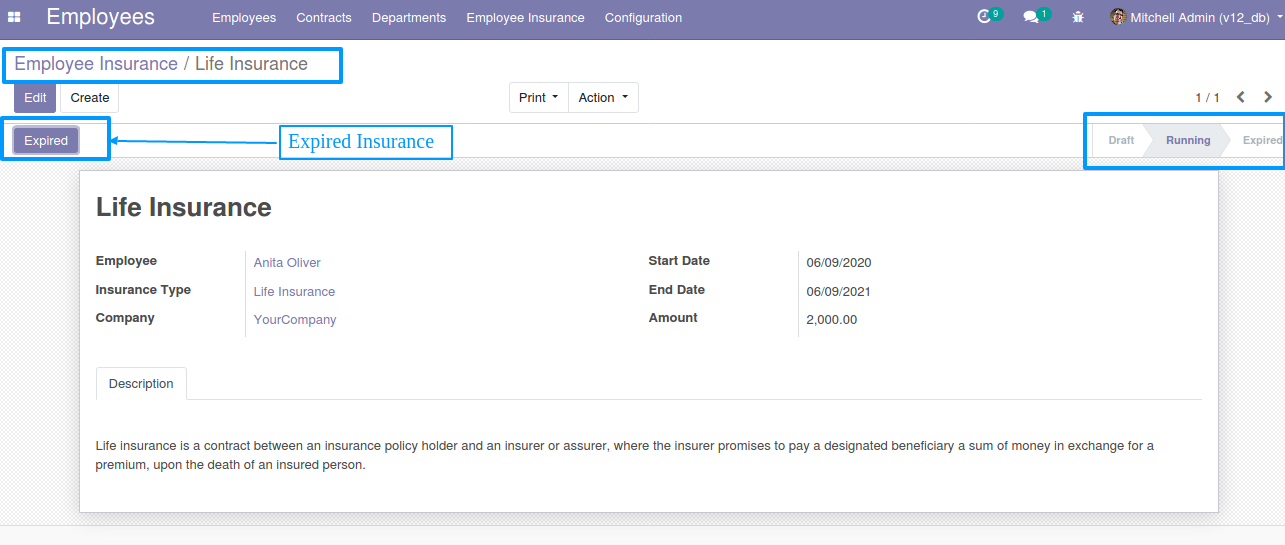 Employees Employees Contracts Departments Employee Insurance Configuration 9 1 Mitchell Admin (v12_db)
Employee Insurance / Life Insurance
Edit Create Print Action 1 / 1
Expired Expired Insurance Draft Running Expired
Life Insurance
Employee Anita Oliver Start Date 06/09/2020
Insurance Type Life Insurance End Date 06/09/2021
Company YourCompany Amount 2,000.00
Description
Life insurance is a contract between an insurance policy holder and an insurer or assurer, where the insurer promises to pay a designated beneficiary a sum of money in exchange for a
premium, upon the death of an insured person.